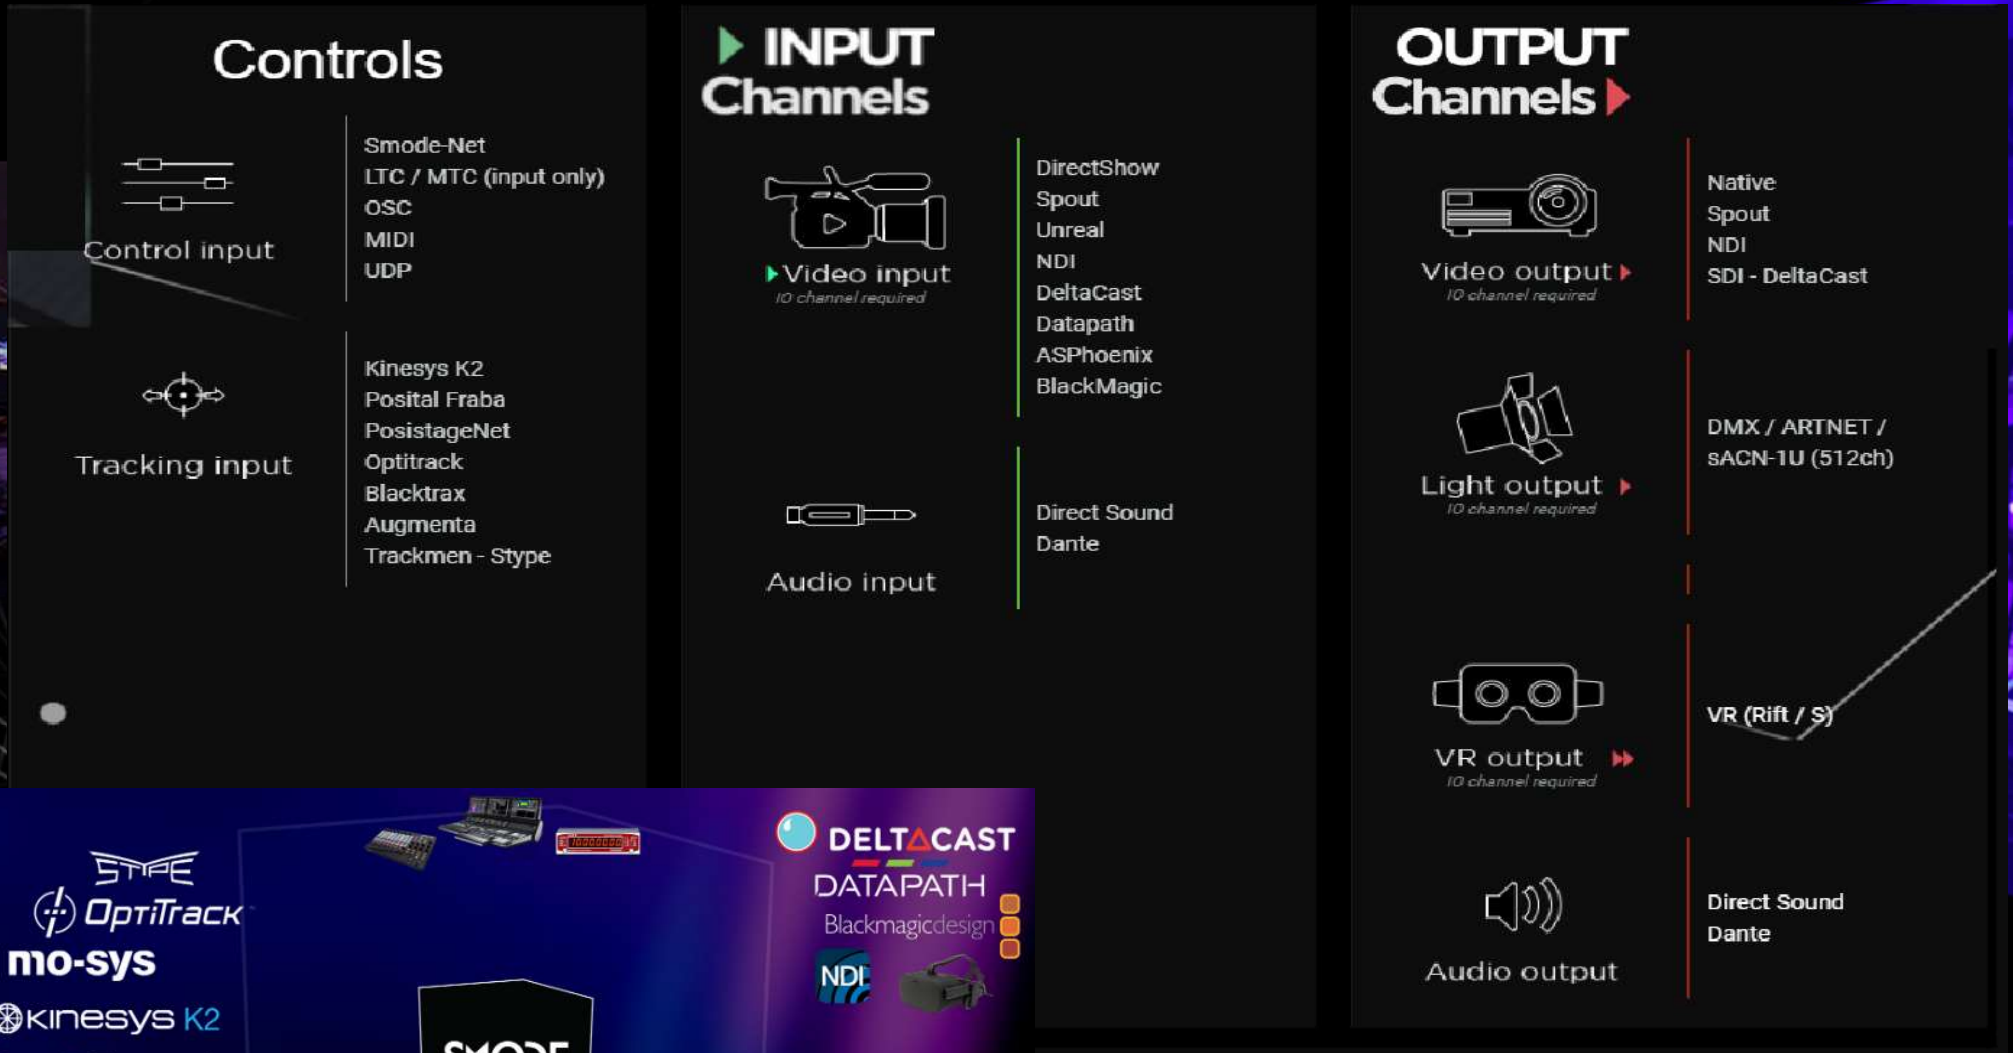 Controls
Control input
Smode-Net
LTC / MTC (input only)
OSC
MIDI
UDP
Tracking input
Kinesys K2
Posital Fraba
PosistageNet
Optitrack
Blacktrax
Augmenta
Trackmen - Stype
INPUT
Channels
Video input
IO channel required
DirectShow
Spout
Unreal
NDI
DeltaCast
Datapath
ASPhoenix
BlackMagic
Audio input
Direct Sound
Dante
OUTPUT
Channels
Video output
IO channel required
Native
Spout
NDI
SDI - DeltaCast
Light output
IO channel required
DMX / ARTNET /
sACN-1U (512ch)
VR output
IO channel required
VR (Rift / S)
Audio output
Direct Sound
Dante
STYPE
OptiTrack
mo-sys
KINESYS K2
SMODE
DELTACAST
DATAPATH
Blackmagicdesign
NDI